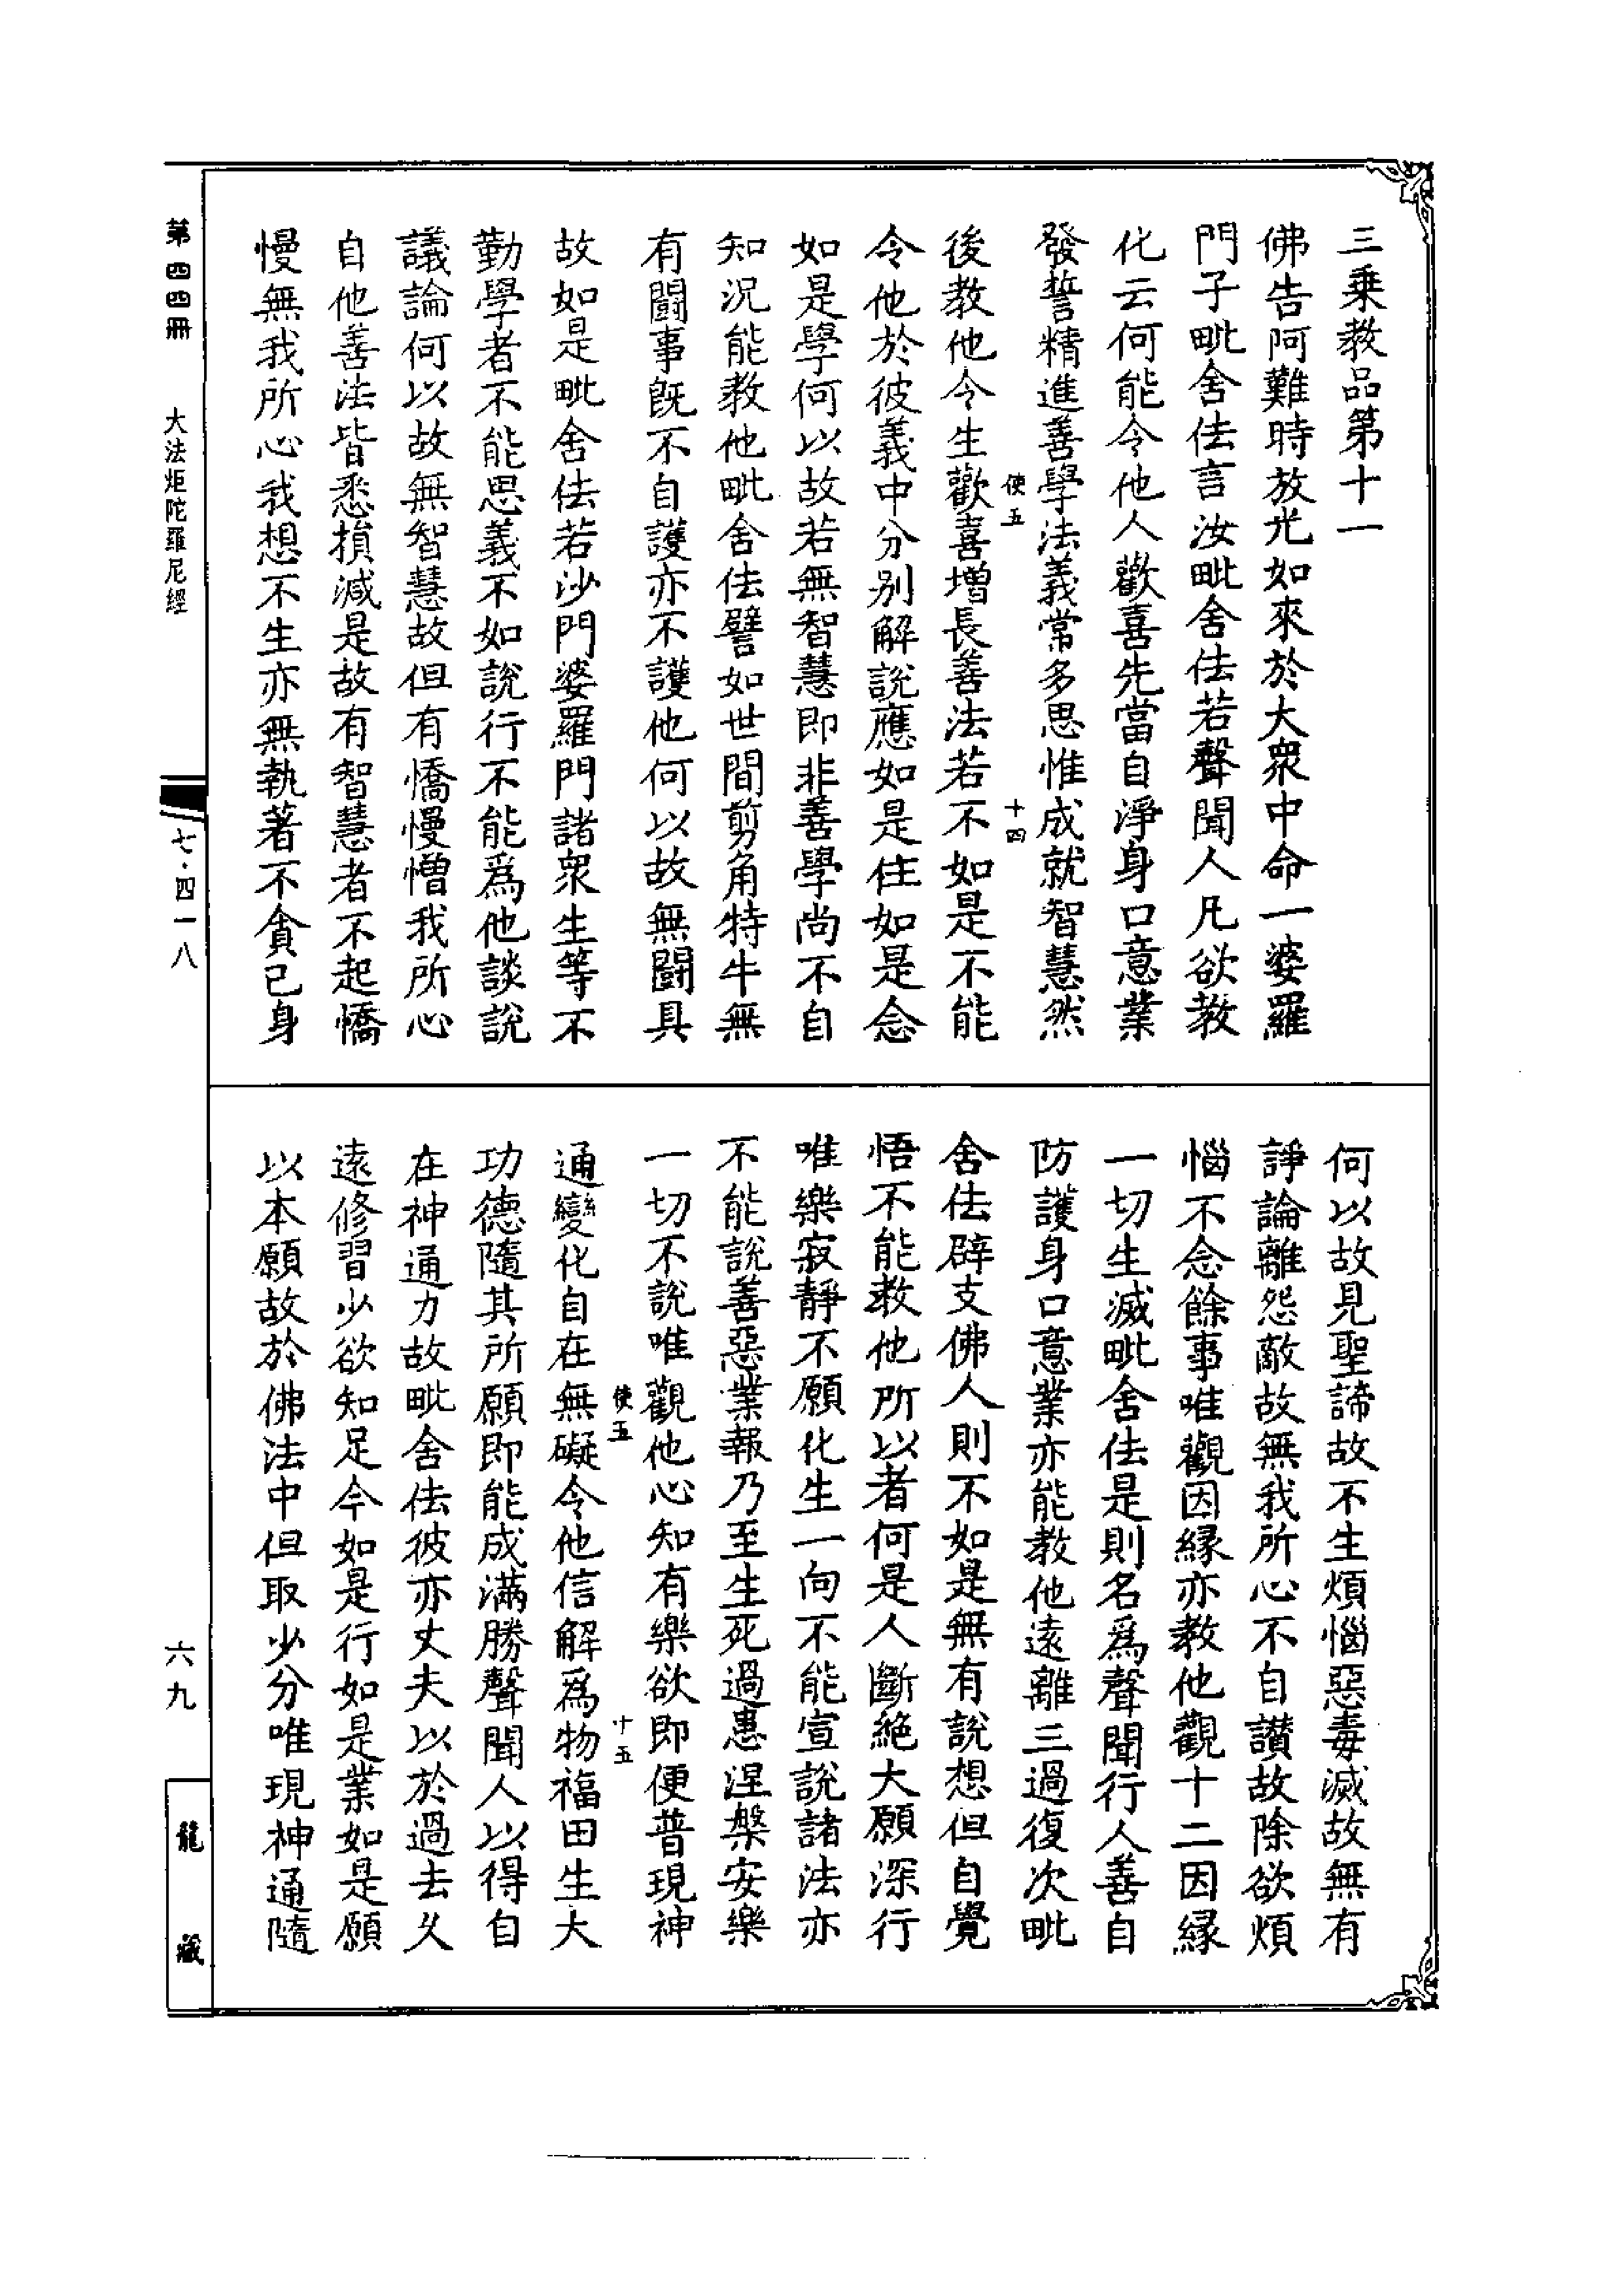 三乘教品第十一
佛告阿難時放光如來於大衆中命一婆羅
門子毗舍佉言汝毗舍佉若聲聞人凡欲教
化云何能令他人歡喜先當自淨身口意業
發誓精進善學法義常多思惟成就智慧然
使五
十四
後教他令生歡喜增長善法若不如是不能
令他於彼義中分別解說應如是住如是念
如是學何以故若無智慧即非善學尚不自
知況能教他毗舍佉譬如世間剪角特牛無
有鬪事旣不自護亦不護他何以故無鬪具
故如是毗舍佉若沙門婆羅門諸衆生等不
勤學者不能思義不如說行不能爲他談說
議論何以故無智慧故但有憍慢憎我所心
自他善法皆悉損減是故有智慧者不起憍
慢無我所心我想不生亦無執著不貪已身
何以故見聖諦故不生煩惱惡毒滅故無有
諍論離怨敵故無我所心不自讚故除欲煩
惱不念餘事唯觀因緣亦教他觀十二因緣
一切生滅毗舍佉是則名爲聲聞行人善自
防護身口意業亦能教他遠離三過復次毗
舍佉辟支佛人則不如是無有說想但自覺
悟不能教他所以者何是人斷絶大願深行
唯樂寂靜不願化生一向不能宣說諸法亦
不能說善惡業報乃至生死過患涅槃安樂
一切不說唯觀他心知有樂欲即便普現神
使五
十五
通變化自在無礙令他信解爲物福田生大
功德隨其所願即能成滿勝聲聞人以得自
在神通力故毗舍佉彼亦丈夫以於過去久
遠修習少欲知足今如是行如是業如是願
以本願故於佛法中但取少分唯現神通隨
第四四冊
大法炬陀羅尼經
七·四一八
六九
龍藏